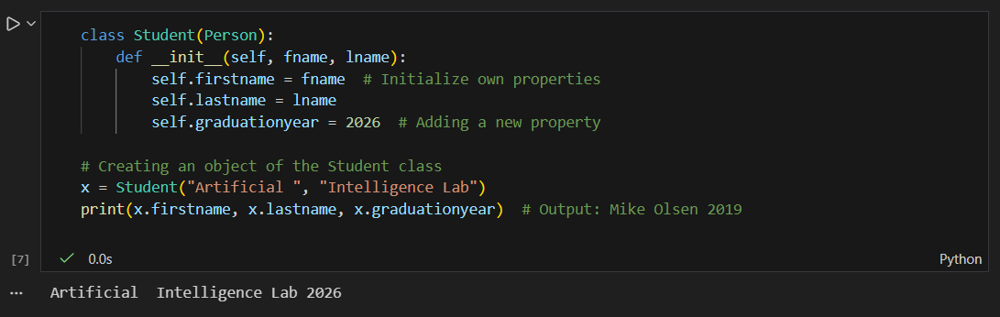 class Student(Person):
    def __init__(self, fname, lname):
        self.firstname = fname  # Initialize own properties
        self.lastname = lname
        self.graduationyear = 2026  # Adding a new property

# Creating an object of the Student class
x = Student("Artificial ", "Intelligence Lab")
print(x.firstname, x.lastname, x.graduationyear)  # Output: Mike Olsen 2019
[7] 0.0s Python
... Artificial  Intelligence Lab 2026